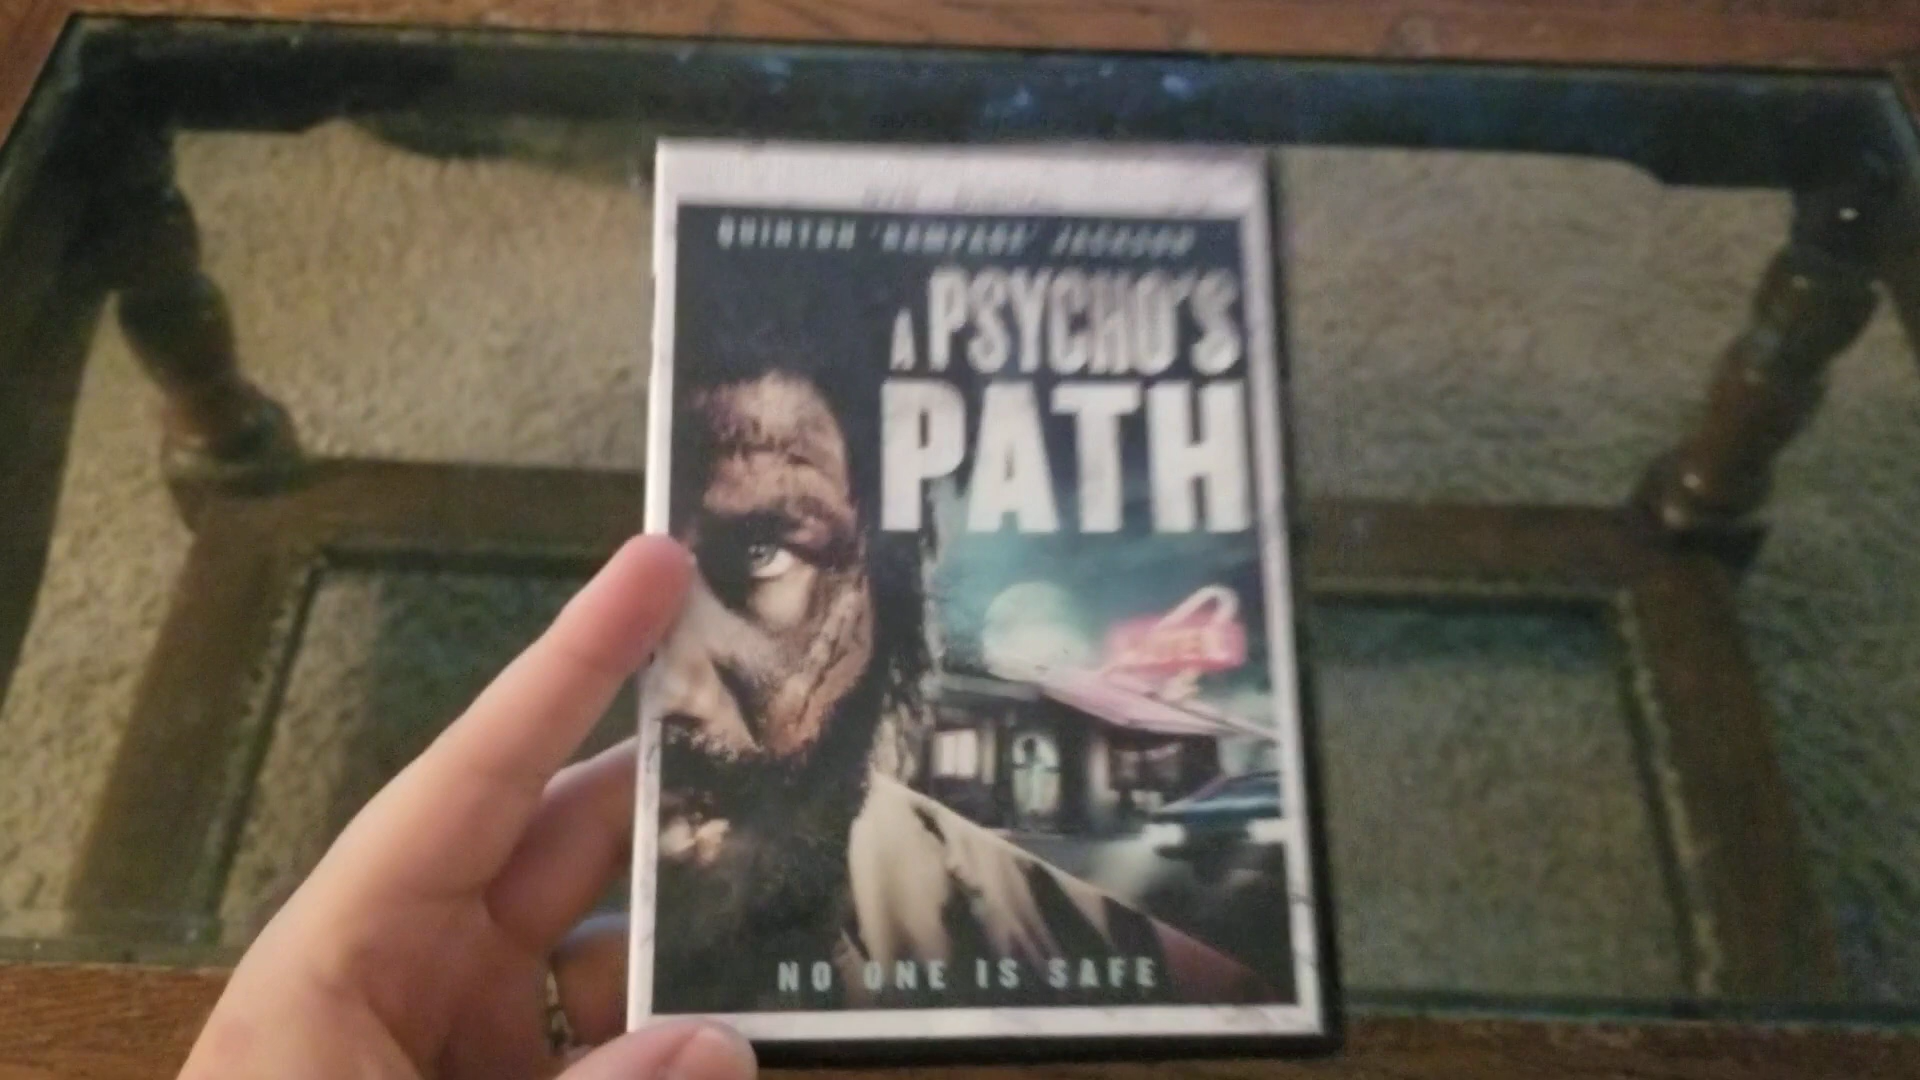 QUINTON 'RAMPAGE' JACKSON
A PSYCHO'S
PATH
NO ONE IS SAFE